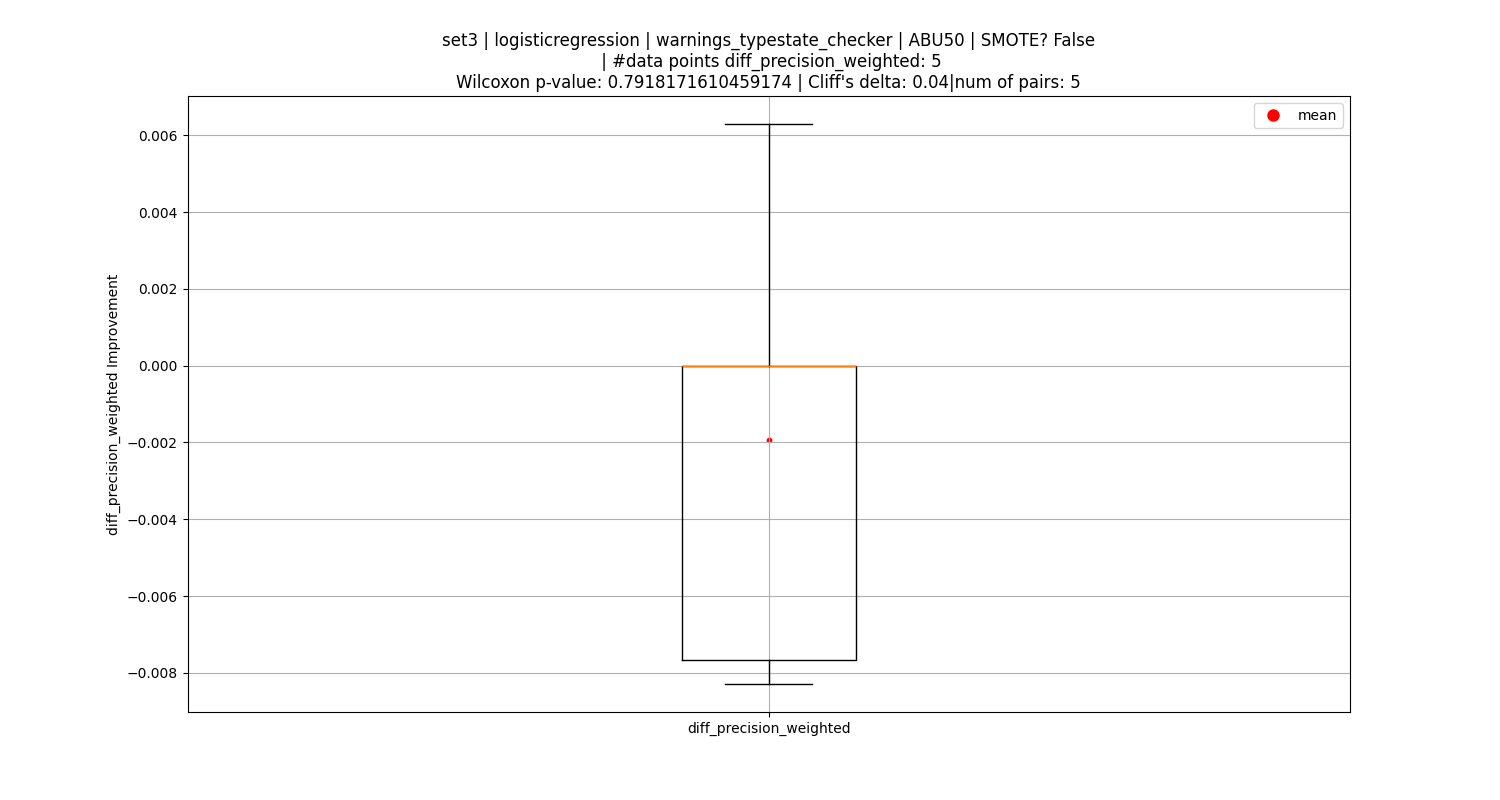 set3 | logisticregression | warnings_typestate_checker | ABU50 | SMOTE? False
| #data points diff_precision_weighted: 5
Wilcoxon p-value: 0.7918171610459174 | Cliff's delta: 0.04|num of pairs: 5
mean
0.006
0.004
0.002
0.000
−0.002
−0.004
−0.006
−0.008
diff_precision_weighted Improvement
diff_precision_weighted